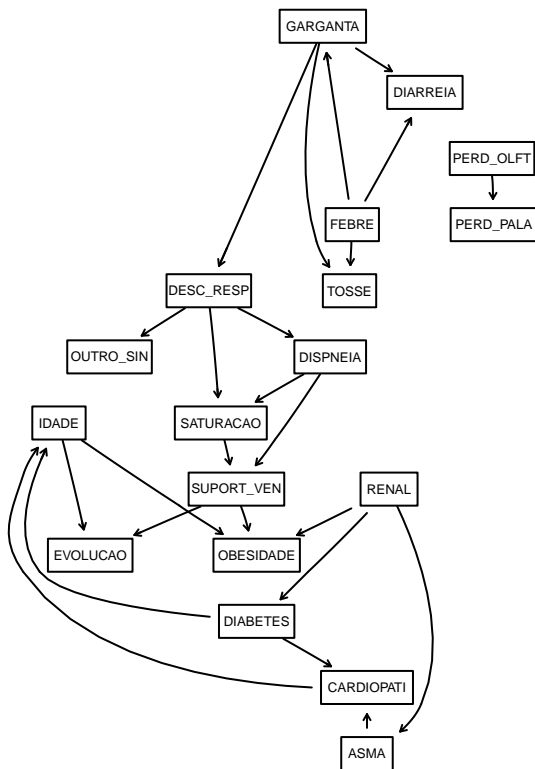 GARGANTA
DIARREIA
PERD_OLFT
FEBRE
PERD_PALA
DESC_RESP
TOSSE
OUTRO_SIN
DISPNEIA
IDADE
SATURACAO
SUPORT_VEN
RENAL
EVOLUCAO
OBESIDADE
DIABETES
CARDIOPATI
ASMA